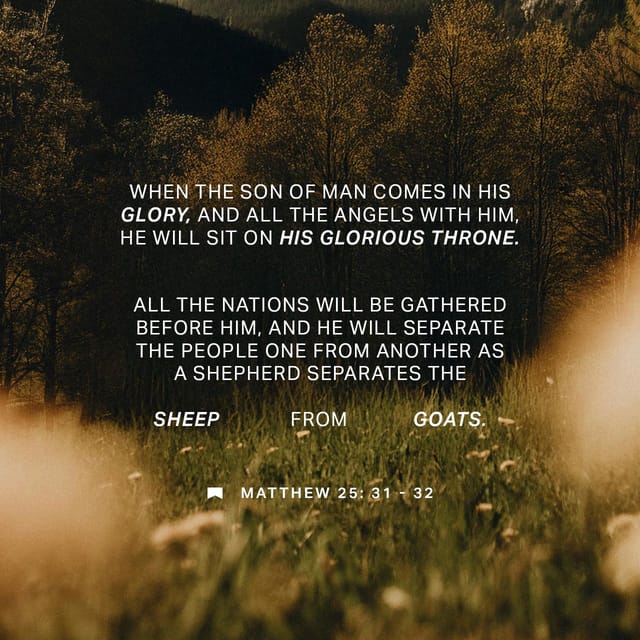 WHEN THE SON OF MAN COMES IN HIS
GLORY, AND ALL THE ANGELS WITH HIM,
HE WILL SIT ON HIS GLORIOUS THRONE.
ALL THE NATIONS WILL BE GATHERED
BEFORE HIM, AND HE WILL SEPARATE
THE PEOPLE ONE FROM ANOTHER AS
A SHEPHERD SEPARATES THE
SHEEP FROM GOATS.
MATTHEW 25: 31 - 32